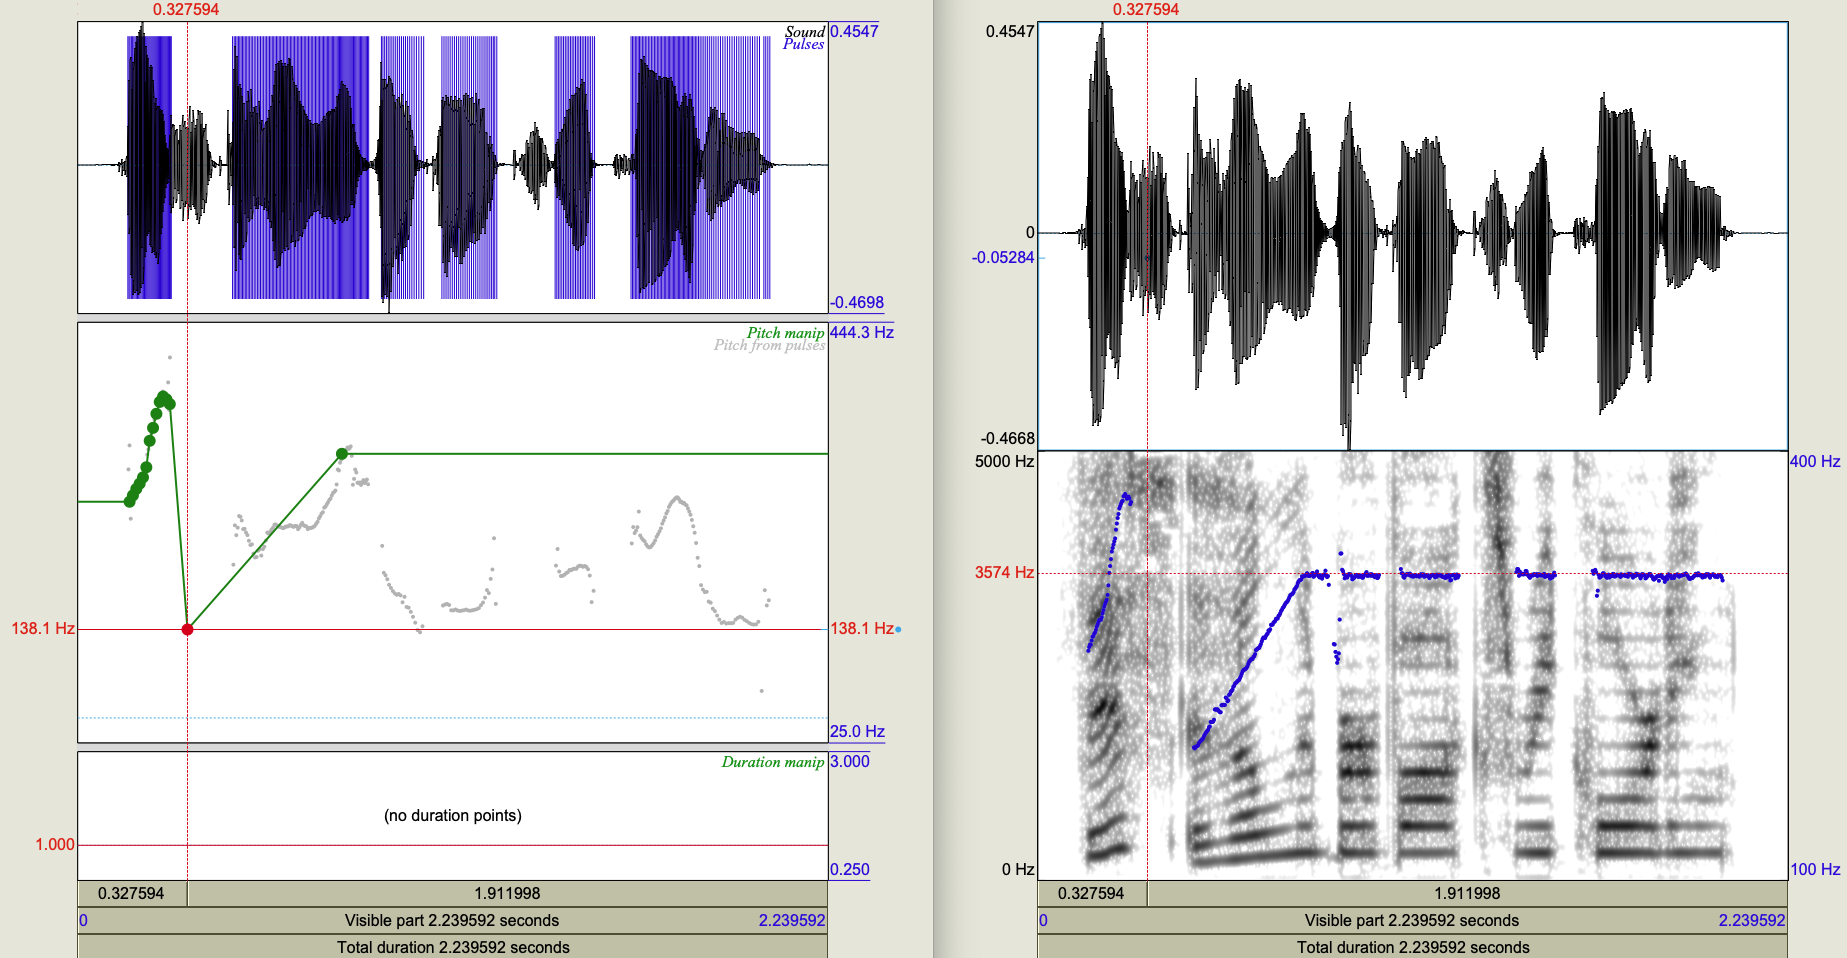 0.327594
Sound
Pulses
0.4547
-0.4698
Pitch manip
Pitch from pulses
444.3 Hz
138.1 Hz
138.1 Hz
25.0 Hz
Duration manip
3.000
(no duration points)
1.000
0.250
0.327594
1.911998
0
Visible part 2.239592 seconds
2.239592
Total duration 2.239592 seconds
0.327594
0.4547
0
-0.05284
-0.4668
5000 Hz
400 Hz
3574 Hz
0 Hz
100 Hz
0.327594
1.911998
0
Visible part 2.239592 seconds
2.239592
Total duration 2.239592 seconds